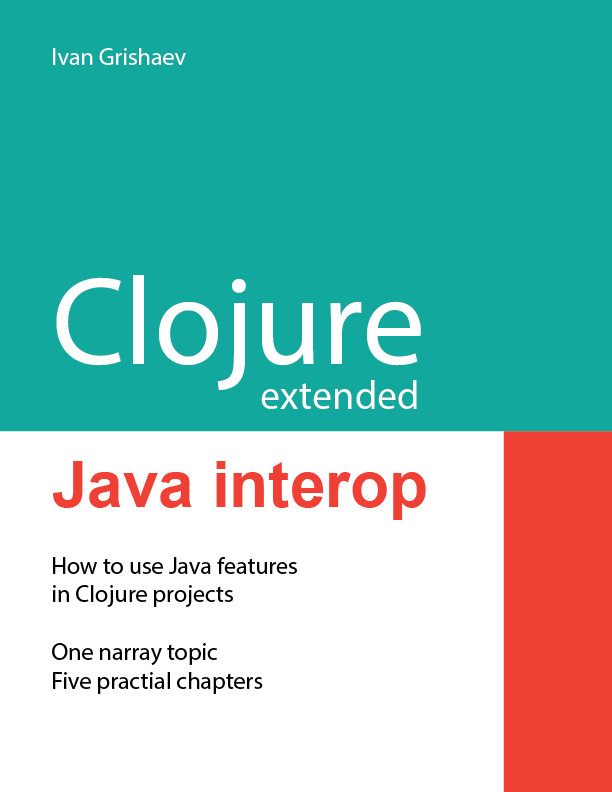 Ivan Grishaev
Clojure
extended
Java interop
How to use Java features
in Clojure projects
One narray topic
Five practial chapters